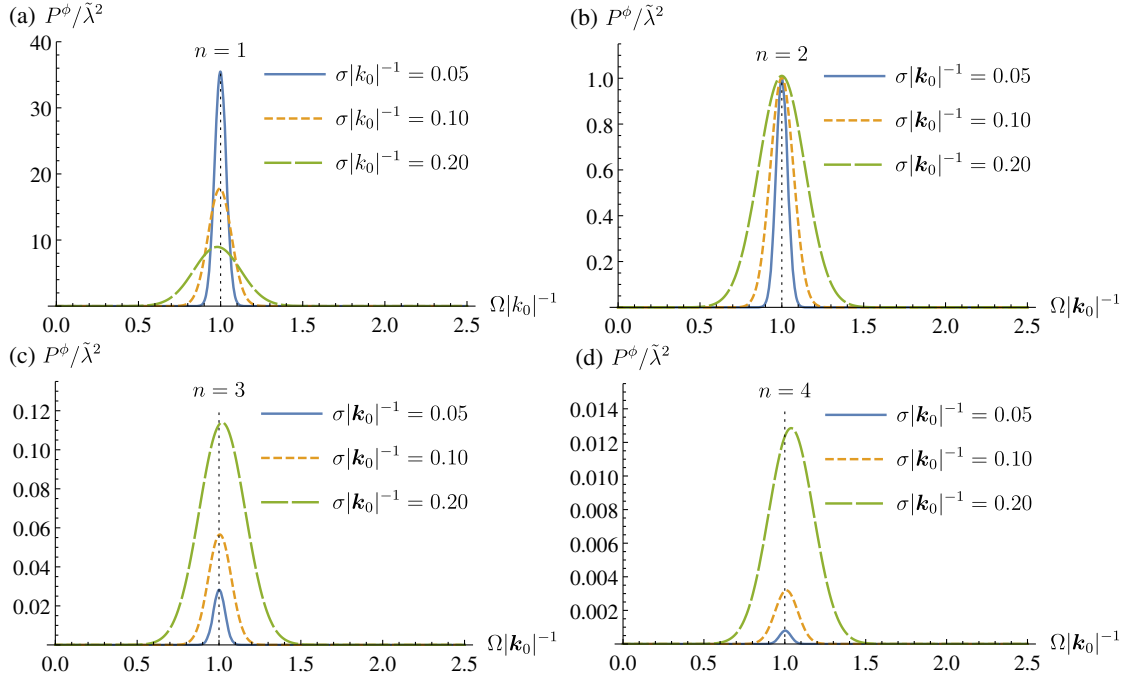 (a) P^ϕ/λ̃²
n = 1
σ|k₀|⁻¹ = 0.05
σ|k₀|⁻¹ = 0.10
σ|k₀|⁻¹ = 0.20
40
30
20
10
0.0 0.5 1.0 1.5 2.0 2.5
Ω|k₀|⁻¹
(b) P^ϕ/λ̃²
n = 2
σ|𝒌₀|⁻¹ = 0.05
σ|𝒌₀|⁻¹ = 0.10
σ|𝒌₀|⁻¹ = 0.20
1.0
0.8
0.6
0.4
0.2
0.0 0.5 1.0 1.5 2.0 2.5
Ω|𝒌₀|⁻¹
(c) P^ϕ/λ̃²
n = 3
σ|𝒌₀|⁻¹ = 0.05
σ|𝒌₀|⁻¹ = 0.10
σ|𝒌₀|⁻¹ = 0.20
0.12
0.10
0.08
0.06
0.04
0.02
0.0 0.5 1.0 1.5 2.0 2.5
Ω|𝒌₀|⁻¹
(d) P^ϕ/λ̃²
n = 4
σ|𝒌₀|⁻¹ = 0.05
σ|𝒌₀|⁻¹ = 0.10
σ|𝒌₀|⁻¹ = 0.20
0.014
0.012
0.010
0.008
0.006
0.004
0.002
0.0 0.5 1.0 1.5 2.0 2.5
Ω|𝒌₀|⁻¹